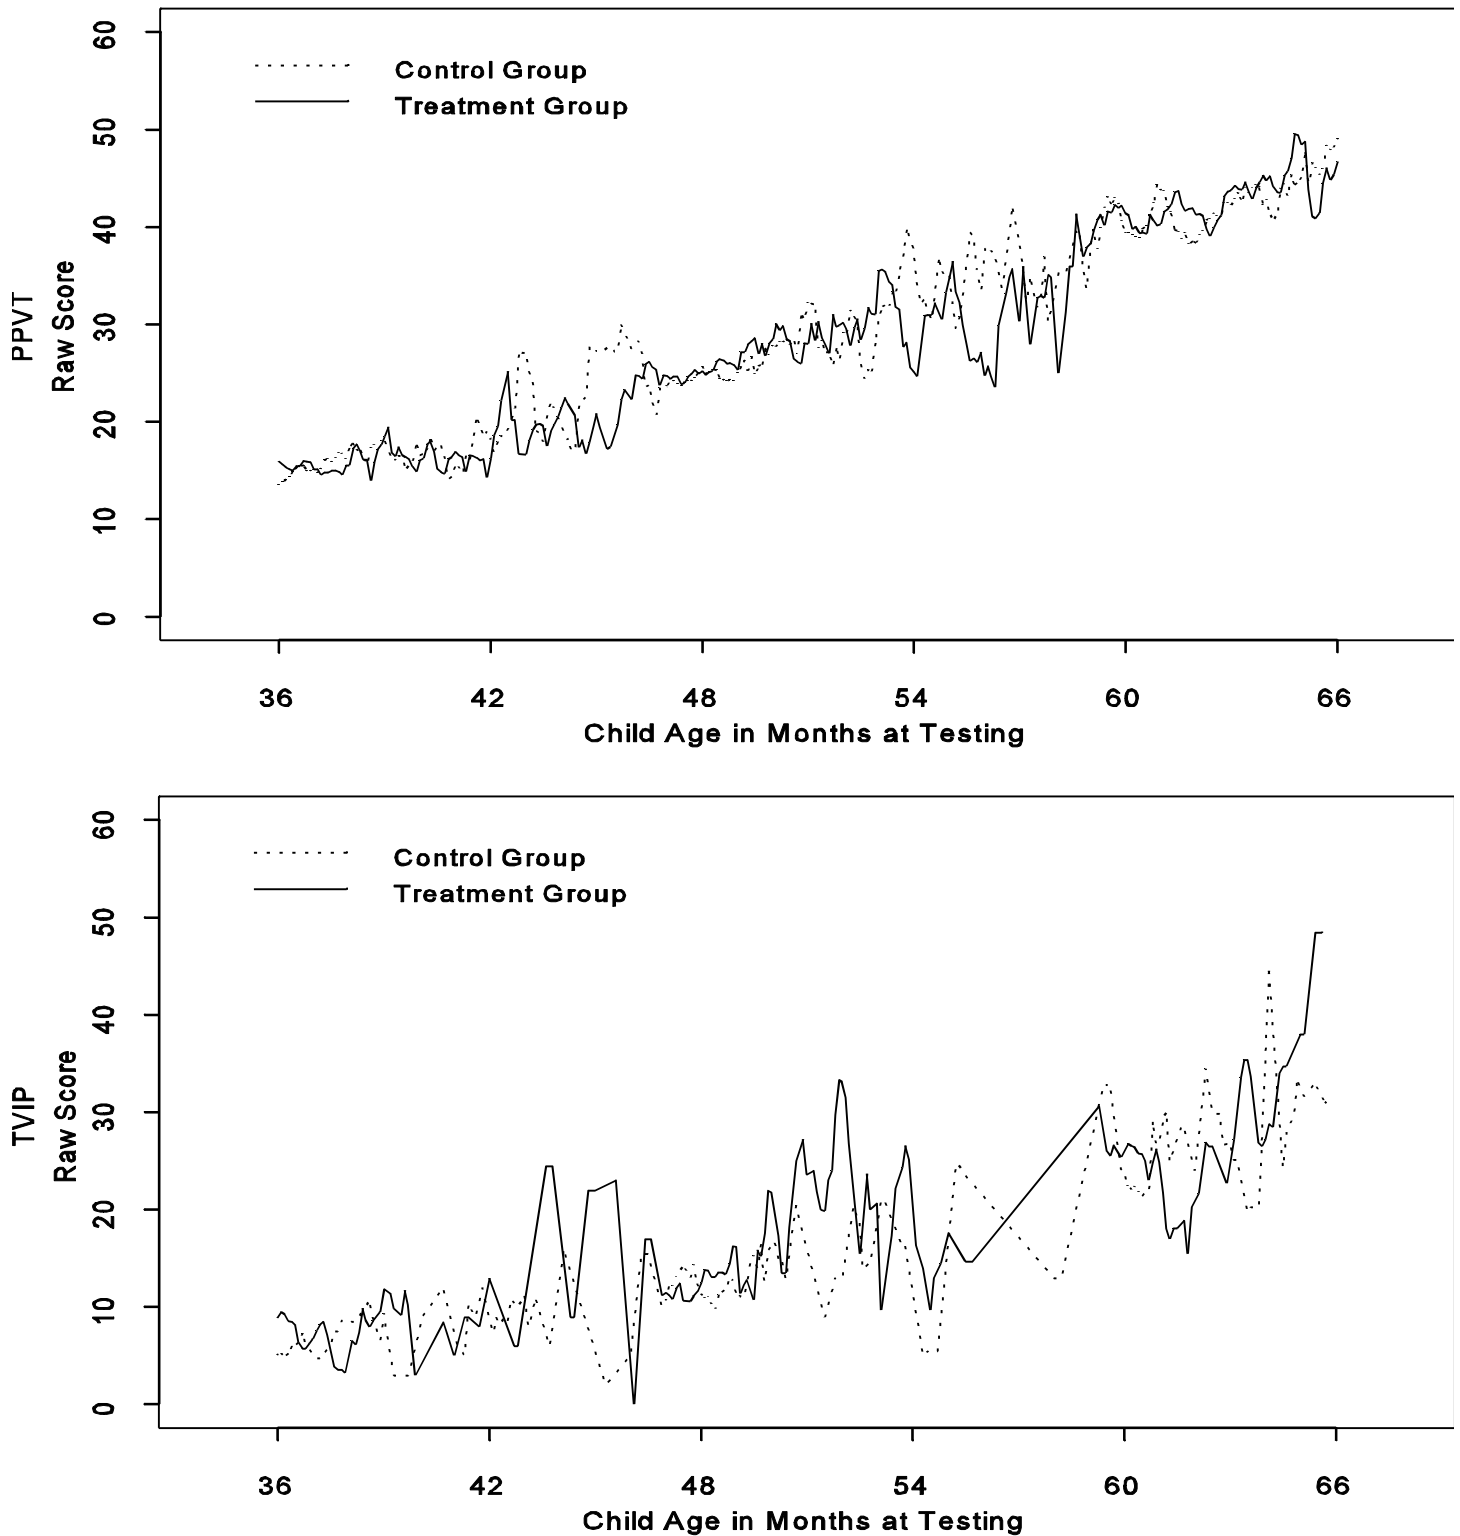 60
50
40
30
20
10
0
PPVT
Raw Score
Control Group
Treatment Group
36 42 48 54 60 66
Child Age in Months at Testing
60
50
40
30
20
10
0
TVIP
Raw Score
Control Group
Treatment Group
36 42 48 54 60 66
Child Age in Months at Testing